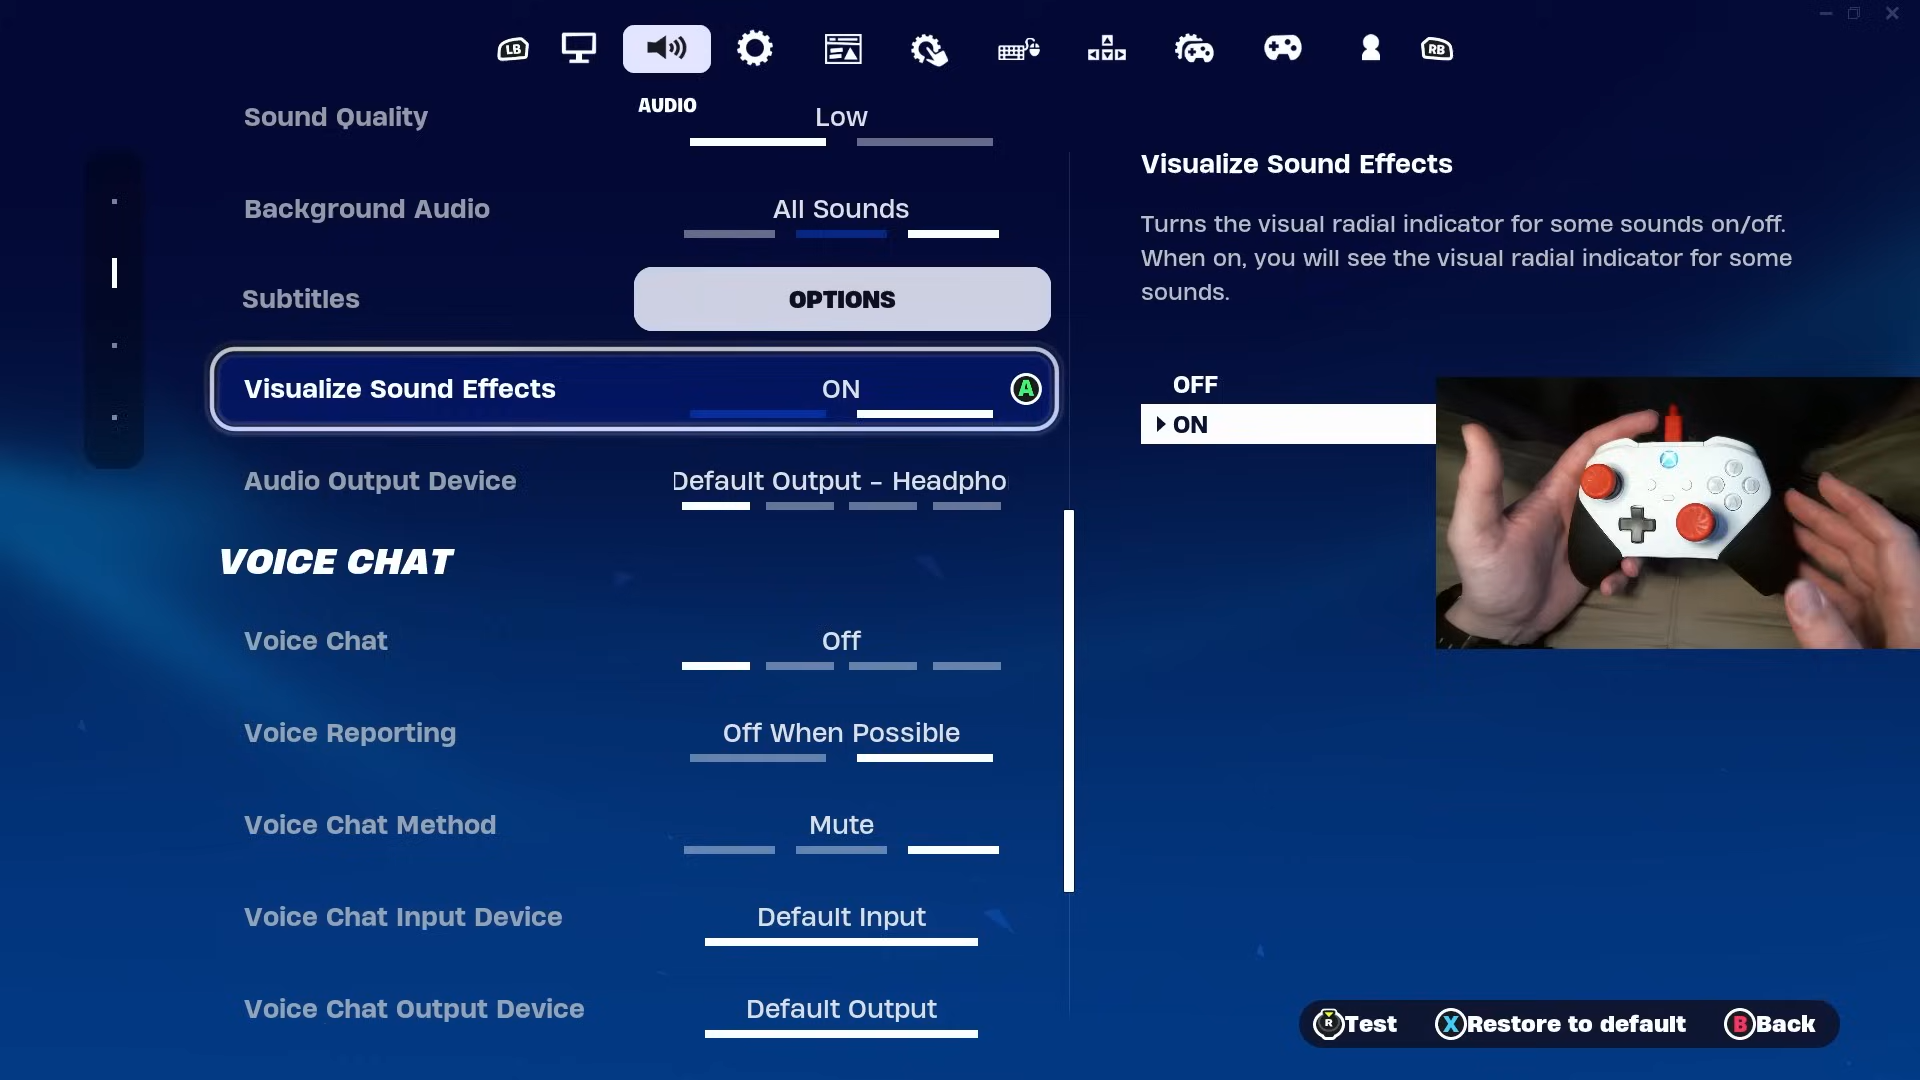 LB
RB
AUDIO
Sound Quality
Low
Background Audio
All Sounds
Subtitles
OPTIONS
Visualize Sound Effects
ON
A
Audio Output Device
Default Output - Headpho
VOICE CHAT
Voice Chat
Off
Voice Reporting
Off When Possible
Voice Chat Method
Mute
Voice Chat Input Device
Default Input
Voice Chat Output Device
Default Output
Visualize Sound Effects
Turns the visual radial indicator for some sounds on/off.
When on, you will see the visual radial indicator for some
sounds.
OFF
ON
R Test
X Restore to default
B Back